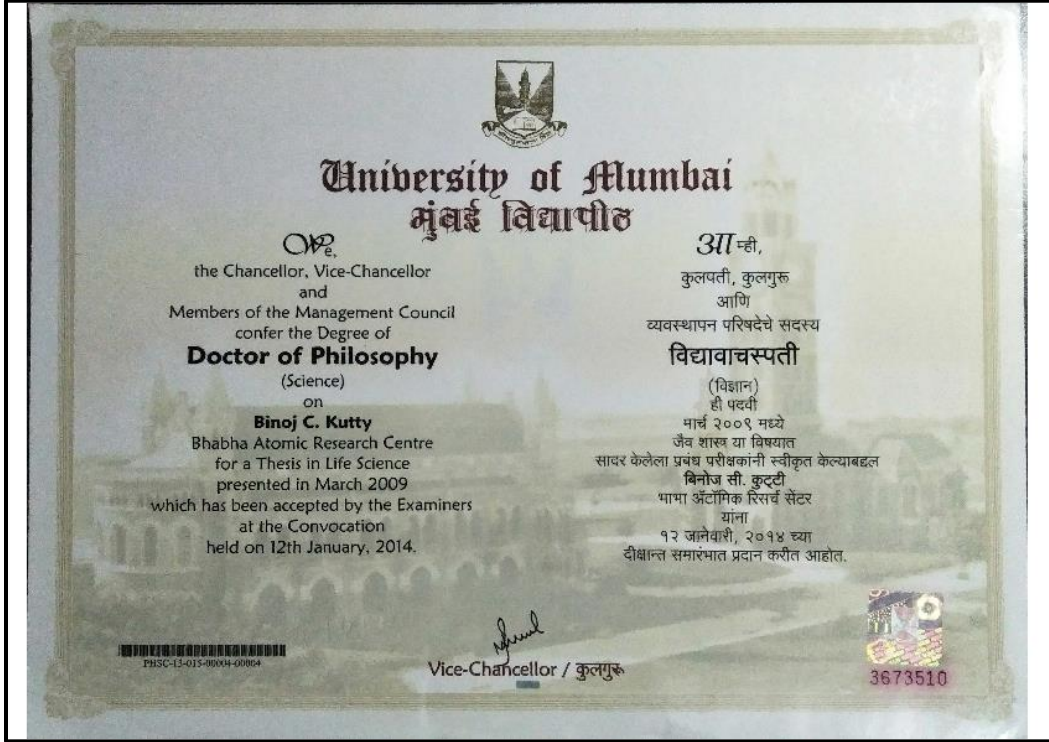 University of Mumbai
मुंबई विद्यापीठ
We,
the Chancellor, Vice-Chancellor
and
Members of the Management Council
confer the Degree of
Doctor of Philosophy
(Science)
on
Binoj C. Kutty
Bhabha Atomic Research Centre
for a Thesis in Life Science
presented in March 2009
which has been accepted by the Examiners
at the Convocation
held on 12th January, 2014.
आम्ही,
कुलपती, कुलगुरू
आणि
व्यवस्थापन परिषदेचे सदस्य
विद्यावाचस्पती
(विज्ञान)
ही पदवी
मार्च २००९ मध्ये
जैव शास्त्र या विषयात
सादर केलेला प्रबंध परीक्षकांनी स्वीकृत केल्याबद्दल
बिनोज सी. कुट्टी
भाभा ॲटॉमिक रिसर्च सेंटर
यांना
१२ जानेवारी, २०१४ च्या
दीक्षान्त समारंभात प्रदान करीत आहोत.
PHSC-13-015-00004-00004
Vice-Chancellor / कुलगुरू
3673510